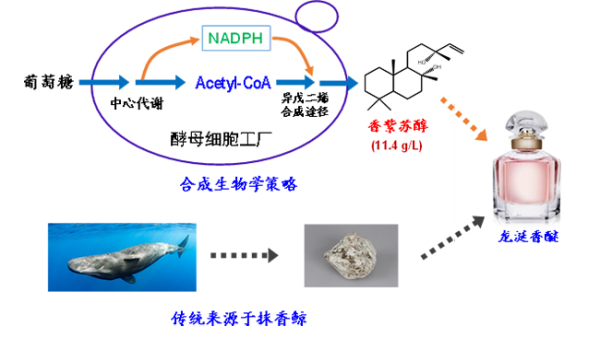 NADPH
葡萄糖
中心代谢
Acetyl-CoA
异戊二烯
合成途径
HO
OH
香紫苏醇
(11.4 g/L)
酵母细胞工厂
合成生物学策略
龙涎香醚
传统来源于抹香鲸